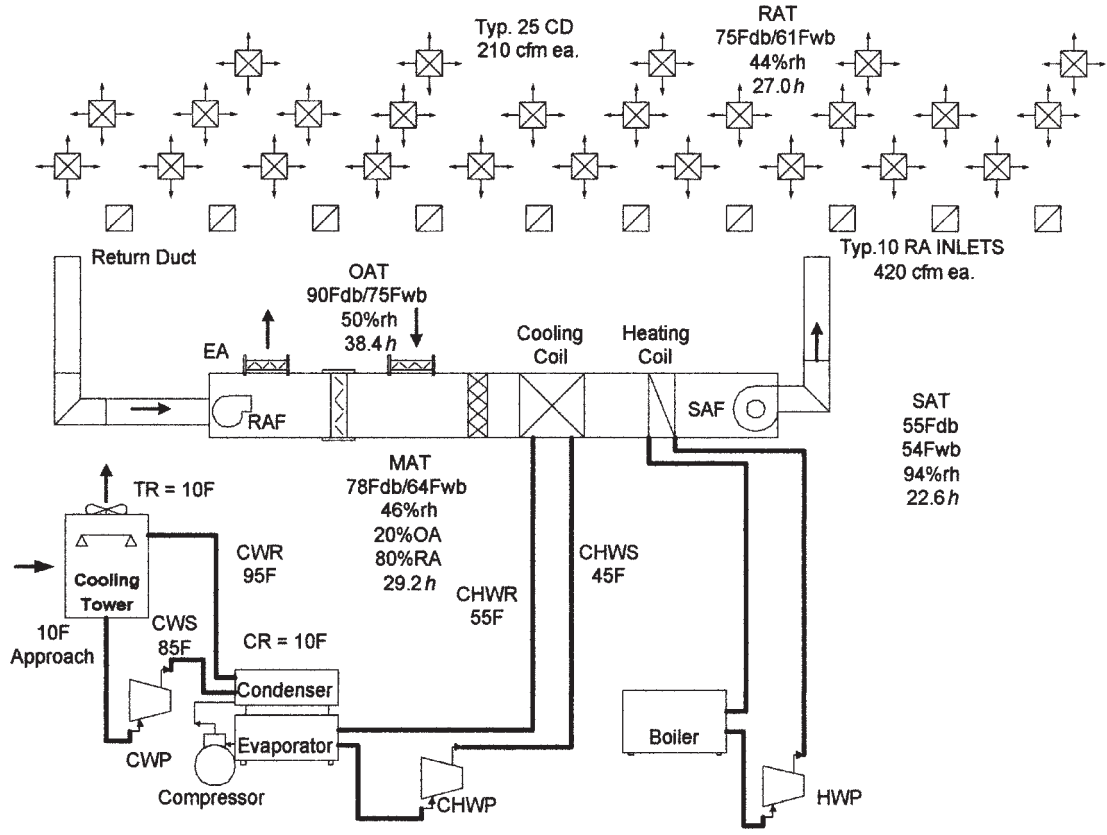 Typ. 25 CD
210 cfm ea.
RAT
75Fdb/61Fwb
44%rh
27.0h
Return Duct
Typ.10 RA INLETS
420 cfm ea.
OAT
90Fdb/75Fwb
50%rh
38.4h
EA
Cooling
Coil
Heating
Coil
RAF
SAF
SAT
55Fdb
54Fwb
94%rh
22.6h
MAT
78Fdb/64Fwb
46%rh
20%OA
80%RA
29.2h
TR = 10F
CWR
95F
Cooling
Tower
CHWS
45F
CHWR
55F
10F
Approach
CWS
85F
CR = 10F
Condenser
Evaporator
Boiler
CWP
Compressor
CHWP
HWP